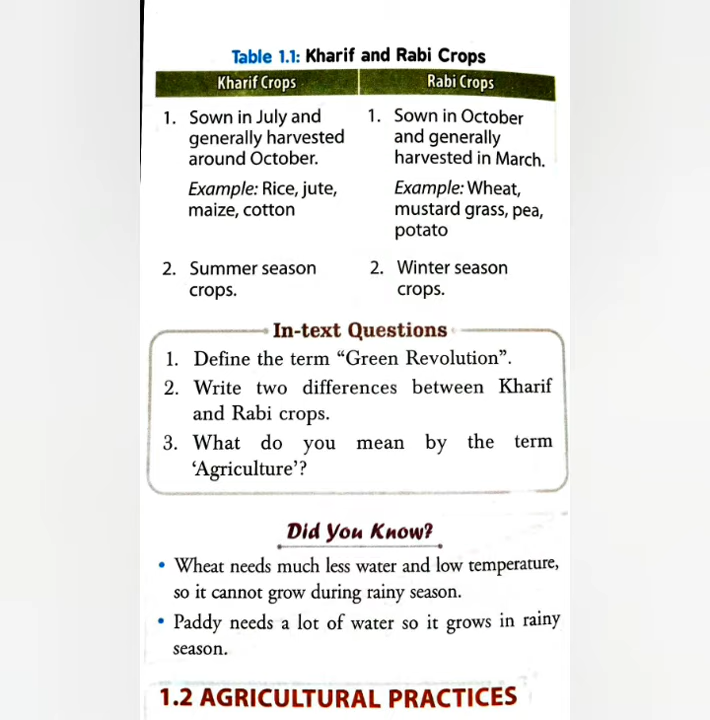 Table 1.1: Kharif and Rabi Crops
Kharif Crops
1. Sown in July and
generally harvested
around October.
Example: Rice, jute,
maize, cotton
2. Summer season
crops.
Rabi Crops
1. Sown in October
and generally
harvested in March.
Example: Wheat,
mustard grass, pea,
potato
2. Winter season
crops.
In-text Questions
1. Define the term “Green Revolution”.
2. Write two differences between Kharif
and Rabi crops.
3. What do you mean by the term
‘Agriculture’?
Did You Know?
• Wheat needs much less water and low temperature,
so it cannot grow during rainy season.
• Paddy needs a lot of water so it grows in rainy
season.
1.2 AGRICULTURAL PRACTICES